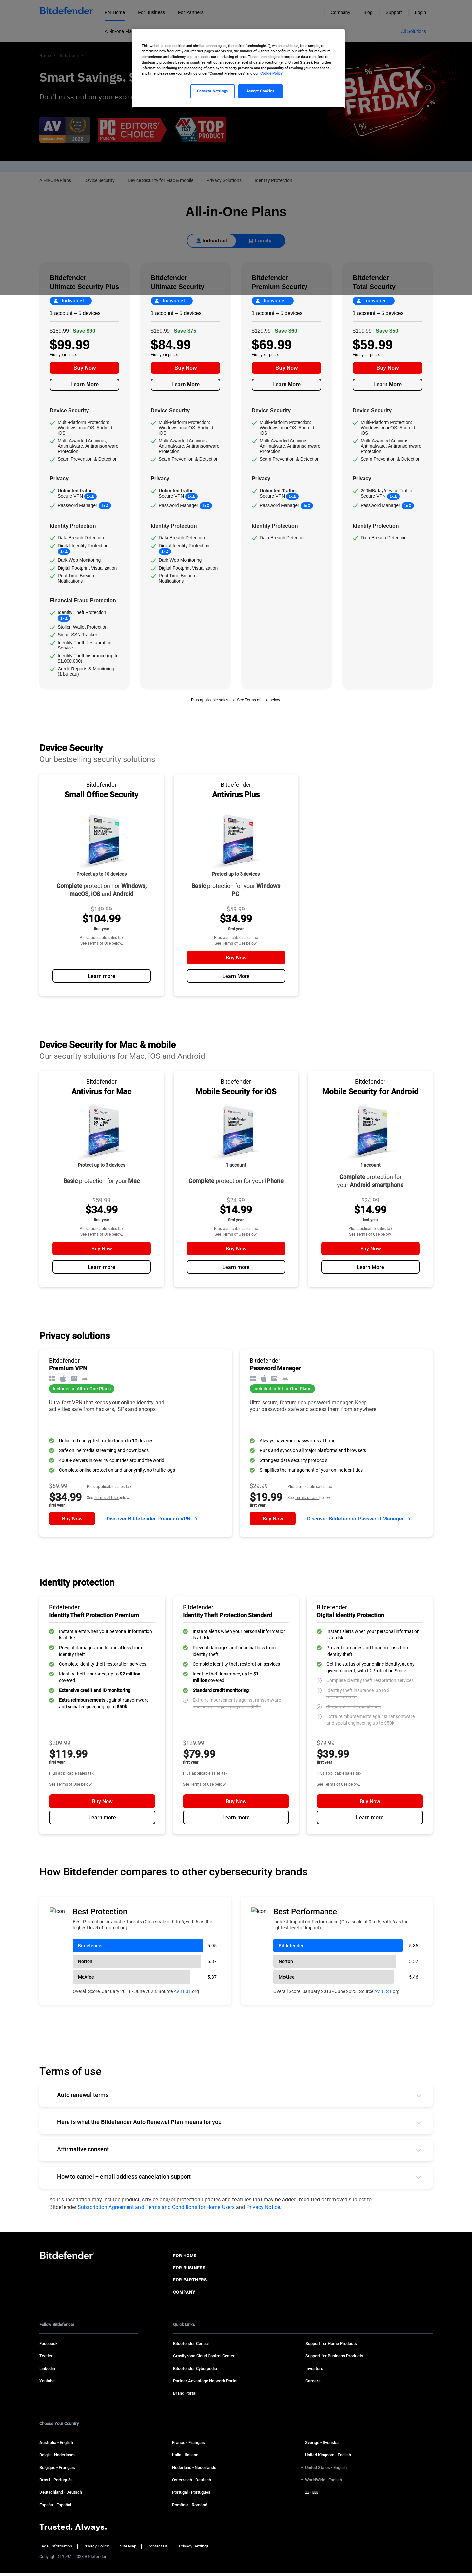 Bitdefender
For Home
For Business
For Partners
Company
Blog
Support
Login
All-in-one Pla
All Solutions
This website uses cookies and similar technologies, (hereafter "technologies"), which enable us, for example, to
determine how frequently our internet pages are visited, the number of visitors, to configure our offers for maximum
convenience and efficiency and to support our marketing efforts. These technologies incorporate data transfers to
third-party providers based in countries without an adequate level of data protection (e. g. United States). For further
information, including the processing of data by third-party providers and the possibility of revoking your consent at
any time, please see your settings under "Consent Preferences" and our Cookie Policy
Consent Settings
Accept Cookies
Home
Solutions
Smart Savings. S
Don't miss out on your exclus
AV
PC EDITORS' CHOICE
TOP PRODUCT
BLACK FRIDAY
All-in-One Plans
Device Security
Device Security for Mac & mobile
Privacy Solutions
Identity Protection
All-in-One Plans
Individual
Family
Bitdefender
Ultimate Security Plus
Individual
1 account – 5 devices
$189.99 Save $90
$99.99
First year price.
Buy Now
Learn More
Device Security
Multi-Platform Protection:
Windows, macOS, Android,
iOS
Multi-Awarded Antivirus,
Antimalware, Antiransomware
Protection
Scam Prevention & Detection
Privacy
Unlimited traffic.
Secure VPN 1x
Password Manager 1x
Identity Protection
Data Breach Detection
Digital Identity Protection
1x
Dark Web Monitoring
Digital Footprint Visualization
Real Time Breach
Notifications
Financial Fraud Protection
Identity Theft Protection
1x
Stollen Wallet Protection
Smart SSN Tracker
Identity Theft Restauration
Service
Identity Theft Insurance (up to
$1,000,000)
Credit Reports & Monitoring
(1 bureau)
Bitdefender
Ultimate Security
Individual
1 account – 5 devices
$159.99 Save $75
$84.99
First year price.
Buy Now
Learn More
Device Security
Multi-Platform Protection:
Windows, macOS, Android,
iOS
Multi-Awarded Antivirus,
Antimalware, Antiransomware
Protection
Scam Prevention & Detection
Privacy
Unlimited traffic.
Secure VPN 1x
Password Manager 1x
Identity Protection
Data Breach Detection
Digital Identity Protection
1x
Dark Web Monitoring
Digital Footprint Visualization
Real Time Breach
Notifications
Bitdefender
Premium Security
Individual
1 account – 5 devices
$129.99 Save $60
$69.99
First year price.
Buy Now
Learn More
Device Security
Multi-Platform Protection:
Windows, macOS, Android,
iOS
Multi-Awarded Antivirus,
Antimalware, Antiransomware
Protection
Scam Prevention & Detection
Privacy
Unlimited traffic.
Secure VPN 1x
Password Manager 1x
Identity Protection
Data Breach Detection
Bitdefender
Total Security
Individual
1 account – 5 devices
$109.99 Save $50
$59.99
First year price.
Buy Now
Learn More
Device Security
Multi-Platform Protection:
Windows, macOS, Android,
iOS
Multi-Awarded Antivirus,
Antimalware, Antiransomware
Protection
Scam Prevention & Detection
Privacy
200MB/day/device Traffic.
Secure VPN 1x
Password Manager 1x
Identity Protection
Data Breach Detection
Plus applicable sales tax. See Terms of Use below.
Device Security
Our bestselling security solutions
Bitdefender
Small Office Security
Protect up to 10 devices
Complete protection For Windows,
macOS, iOS and Android
$149.99
$104.99
first year
Plus applicable sales tax
See Terms of Use below.
Learn more
Bitdefender
Antivirus Plus
Protect up to 3 devices
Basic protection for your Windows
PC
$59.99
$34.99
first year
Plus applicable sales tax
See Terms of Use below.
Buy Now
Learn More
Device Security for Mac & mobile
Our security solutions for Mac, iOS and Android
Bitdefender
Antivirus for Mac
Protect up to 3 devices
Basic protection for your Mac
$59.99
$34.99
first year
Plus applicable sales tax
See Terms of Use below.
Buy Now
Learn more
Bitdefender
Mobile Security for iOS
1 account
Complete protection for your iPhone
$24.99
$14.99
first year
Plus applicable sales tax
See Terms of Use below.
Buy Now
Learn more
Bitdefender
Mobile Security for Android
1 account
Complete protection for
your Android smartphone
$24.99
$14.99
first year
Plus applicable sales tax
See Terms of Use below.
Buy Now
Learn More
Privacy solutions
Bitdefender
Premium VPN
Included in All-in-One Plans
Ultra-fast VPN that keeps your online identity and
activities safe from hackers, ISPs and snoops
Unlimited encrypted traffic for up to 10 devices
Safe online media streaming and downloads
4000+ servers in over 49 countries around the world
Complete online protection and anonymity, no traffic logs
$69.99
Plus applicable sales tax
$34.99
See Terms of Use below.
first year
Buy Now
Discover Bitdefender Premium VPN →
Bitdefender
Password Manager
Included in All-in-One Plans
Ultra-secure, feature-rich password manager. Keep
your passwords safe and access them from anywhere.
Always have your passwords at hand
Runs and syncs on all major platforms and browsers
Strongest data security protocols
Simplifies the management of your online identities
$29.99
Plus applicable sales tax
$19.99
See Terms of Use below.
first year
Buy Now
Discover Bitdefender Password Manager →
Identity protection
Bitdefender
Identity Theft Protection Premium
Instant alerts when your personal information
is at risk
Prevent damages and financial loss from
identity theft
Complete identity theft restoration services
Identity theft insurance, up to $2 million
covered
Extensive credit and ID monitoring
Extra reimbursements against ransomware
and social engineering up to $50k
$209.99
$119.99
first year
Plus applicable sales tax
See Terms of Use below.
Buy Now
Learn more
Bitdefender
Identity Theft Protection Standard
Instant alerts when your personal information
is at risk
Prevent damages and financial loss from
identity theft
Complete identity theft restoration services
Identity theft insurance, up to $1
million covered
Standard credit monitoring
Extra reimbursements against ransomware
and social engineering up to $50k
$129.99
$79.99
first year
Plus applicable sales tax
See Terms of Use below.
Buy Now
Learn more
Bitdefender
Digital Identity Protection
Instant alerts when your personal information
is at risk
Prevent damages and financial loss from
identity theft
Get the status of your online identity, at any
given moment, with ID Protection Score.
Complete identity theft restoration services
Identity theft insurance, up to $1
million covered
Standard credit monitoring
Extra reimbursements against ransomware
and social engineering up to $50k
$79.99
$39.99
first year
Plus applicable sales tax
See Terms of Use below.
Buy Now
Learn more
How Bitdefender compares to other cybersecurity brands
Icon
Best Protection
Best Protection against e-Threats (On a scale of 0 to 6, with 6 as the
highest level of protection)
Bitdefender 5.95
Norton 5.87
McAfee 5.37
Overall Score. January 2011 - June 2023. Source AV TEST.org
Icon
Best Performance
Lighest Impact on Performance (On a scale of 0 to 6, with 6 as the
lightest level of impact)
Bitdefender 5.85
Norton 5.57
McAfee 5.46
Overall Score. January 2013 - June 2023. Source AV TEST.org
Terms of use
Auto renewal terms
Here is what the Bitdefender Auto Renewal Plan means for you
Affirmative consent
How to cancel + email address cancelation support
Your subscription may include product, service and/or protection updates and features that may be added, modified or removed subject to
Bitdefender Subscription Agreement and Terms and Conditions for Home Users and Privacy Notice.
Bitdefender
FOR HOME
FOR BUSINESS
FOR PARTNERS
COMPANY
Follow Bitdefender
Facebook
Twitter
Linkedin
Youtube
Quick Links
Bitdefender Central
Gravityzone Cloud Control Center
Bitdefender Cyberpedia
Partner Advantage Network Portal
Brand Portal
Support for Home Products
Support for Business Products
Investors
Careers
Choose Your Country
Australia - English
België - Nederlands
Belgique - Français
Brasil - Português
Deutschland - Deutsch
España - Español
France - Français
Italia - Italiano
Nederland - Nederlands
Österreich - Deutsch
Portugal - Português
România - Română
Sverige - Svenska
United Kingdom - English
United States - English
WorldWide - English
Trusted. Always.
Legal Information
Privacy Policy
Site Map
Contact Us
Privacy Settings
Copyright © 1997 - 2023 Bitdefender